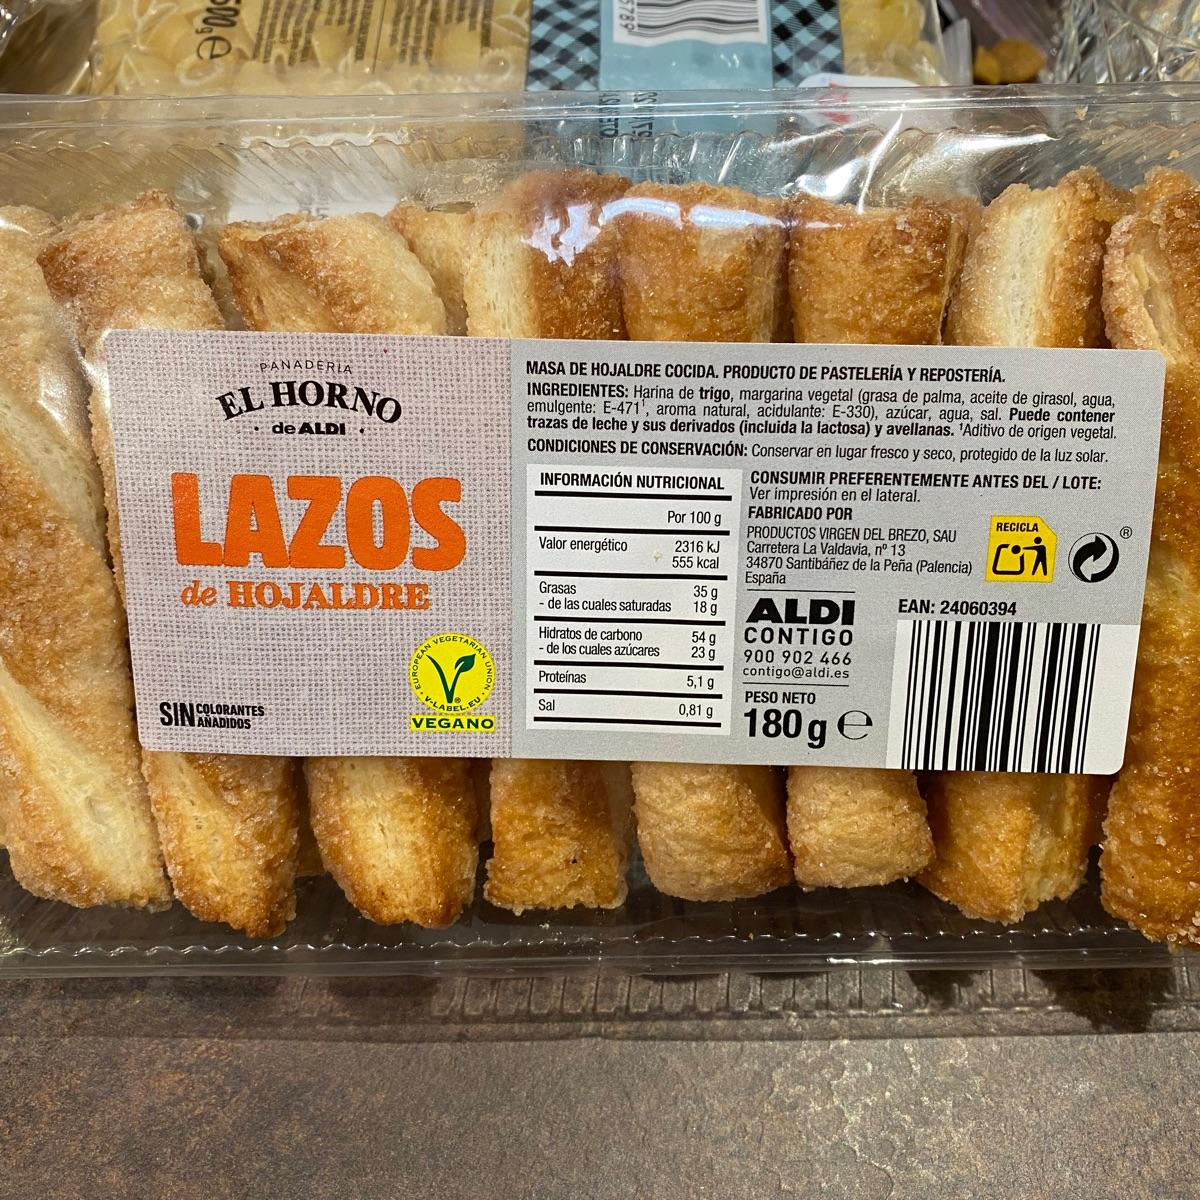 500 g e
PANADERÍA
EL HORNO
· de ALDI ·
LAZOS
de HOJALDRE
SIN COLORANTES
AÑADIDOS
EUROPEAN VEGETARIAN UNION
V-LABEL.EU
VEGANO
MASA DE HOJALDRE COCIDA. PRODUCTO DE PASTELERÍA Y REPOSTERÍA.
INGREDIENTES: Harina de trigo, margarina vegetal (grasa de palma, aceite de girasol, agua,
emulgente: E-471¹, aroma natural, acidulante: E-330), azúcar, agua, sal. Puede contener
trazas de leche y sus derivados (incluida la lactosa) y avellanas. ¹Aditivo de origen vegetal.
CONDICIONES DE CONSERVACIÓN: Conservar en lugar fresco y seco, protegido de la luz solar.
INFORMACIÓN NUTRICIONAL
Por 100 g
Valor energético 2316 kJ
555 kcal
Grasas 35 g
- de las cuales saturadas 18 g
Hidratos de carbono 54 g
- de los cuales azúcares 23 g
Proteínas 5,1 g
Sal 0,81 g
CONSUMIR PREFERENTEMENTE ANTES DEL / LOTE:
Ver impresión en el lateral.
FABRICADO POR
PRODUCTOS VIRGEN DEL BREZO, SAU
Carretera La Valdavia, nº 13
34870 Santibáñez de la Peña (Palencia)
España
RECICLA
®
ALDI
CONTIGO
900 902 466
contigo@aldi.es
PESO NETO
180 g e
EAN: 24060394